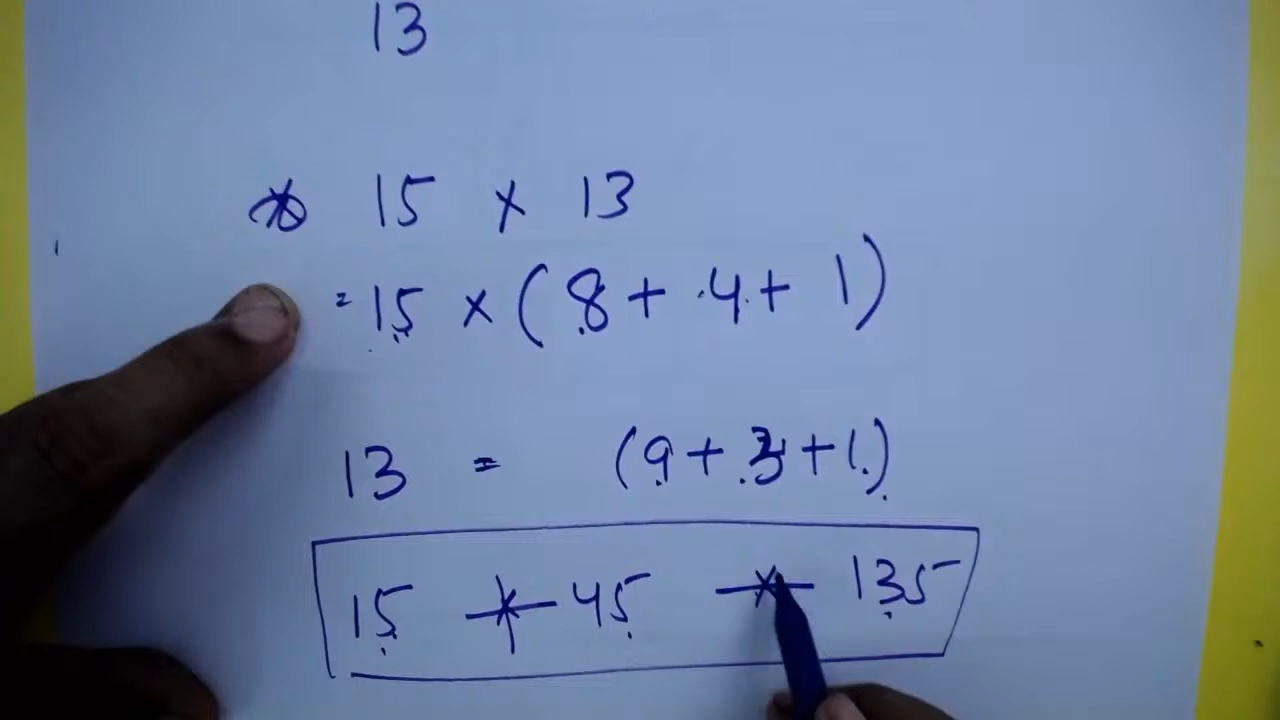 13
* 15 x 13
= 15 x (8 + 4 + 1)
13 = (9 + 3 + 1)
15 + 45 + 135